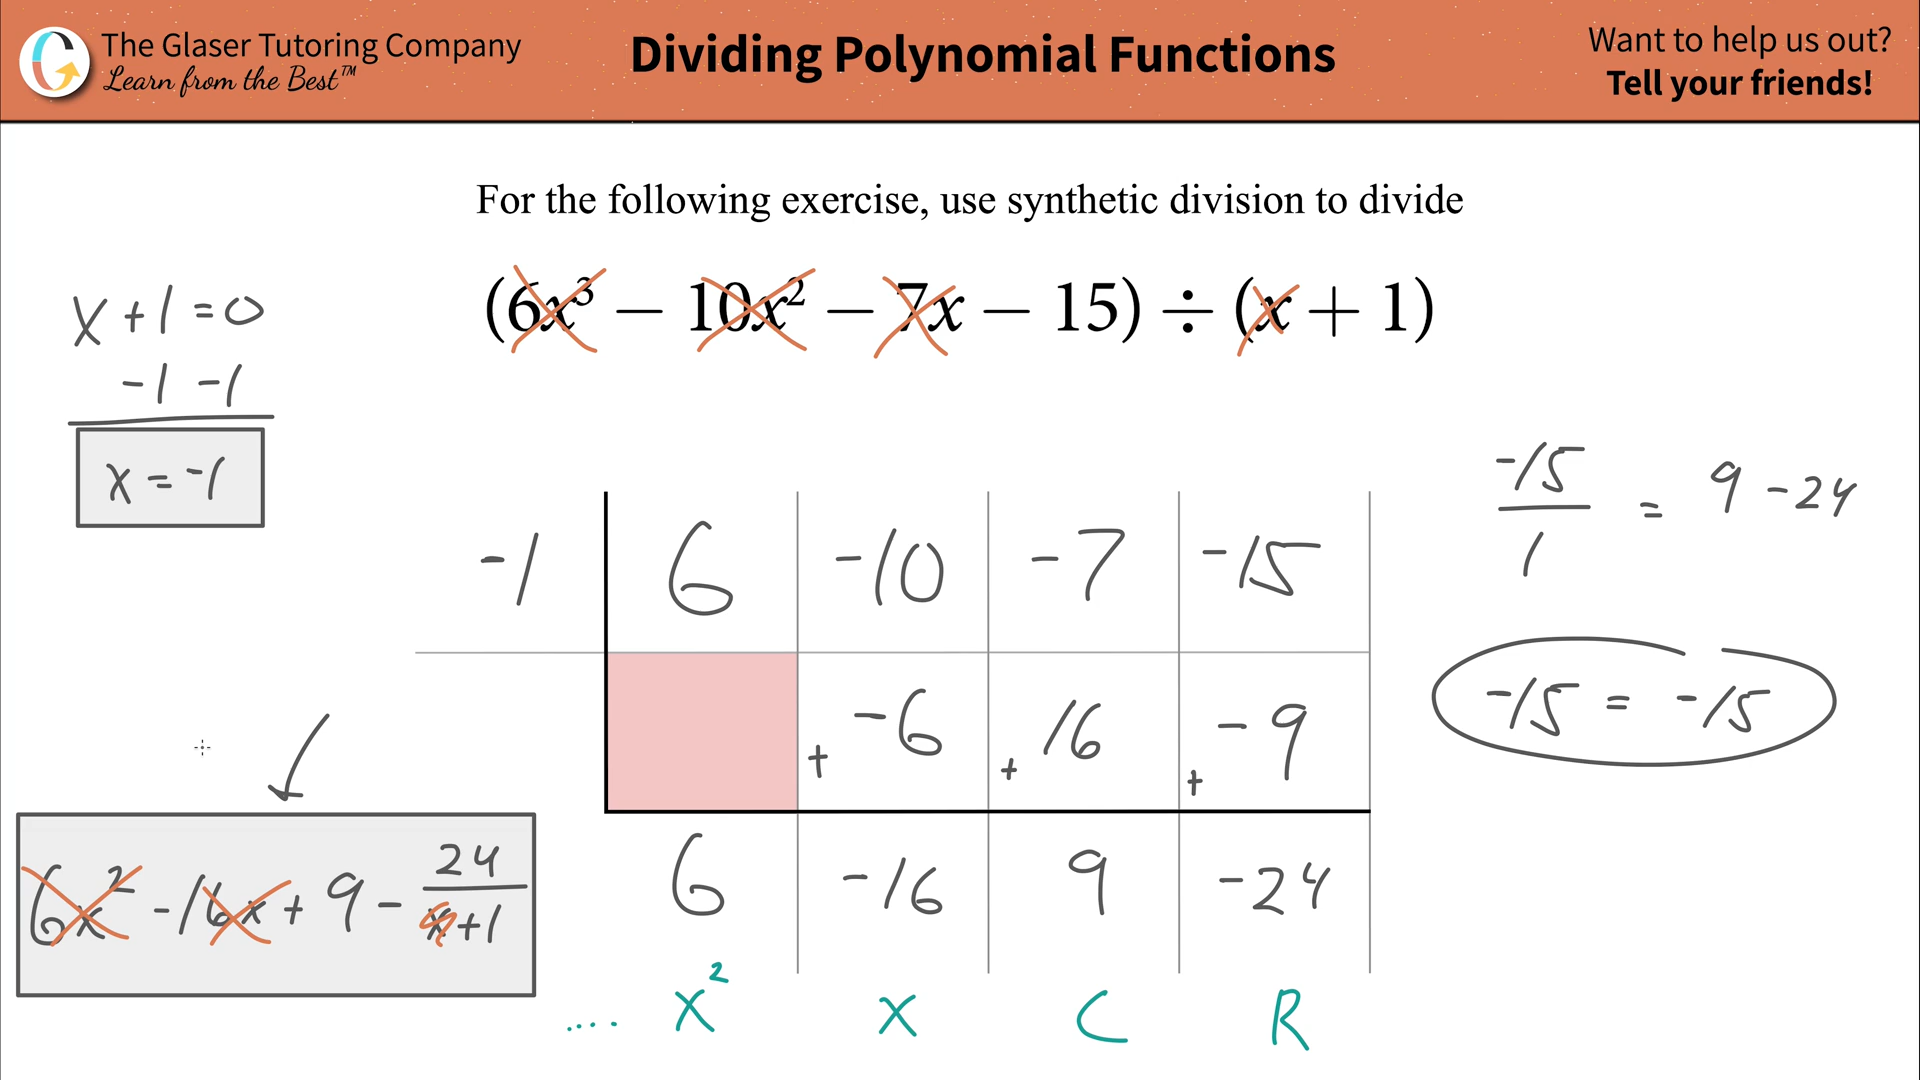 The Glaser Tutoring Company
Learn from the Best™
Dividing Polynomial Functions
Want to help us out?
Tell your friends!
For the following exercise, use synthetic division to divide
(6x³ − 10x² − 7x − 15) ÷ (x + 1)
x + 1 = 0
-1 -1
x = -1
-1 6 -10 -7 -15
+ -6 + 16 + -9
6 -16 9 -24
.... x² x C R
-15/1 = 9 - 24
-15 = -15
6x² - 16x + 9 - 24/x+1